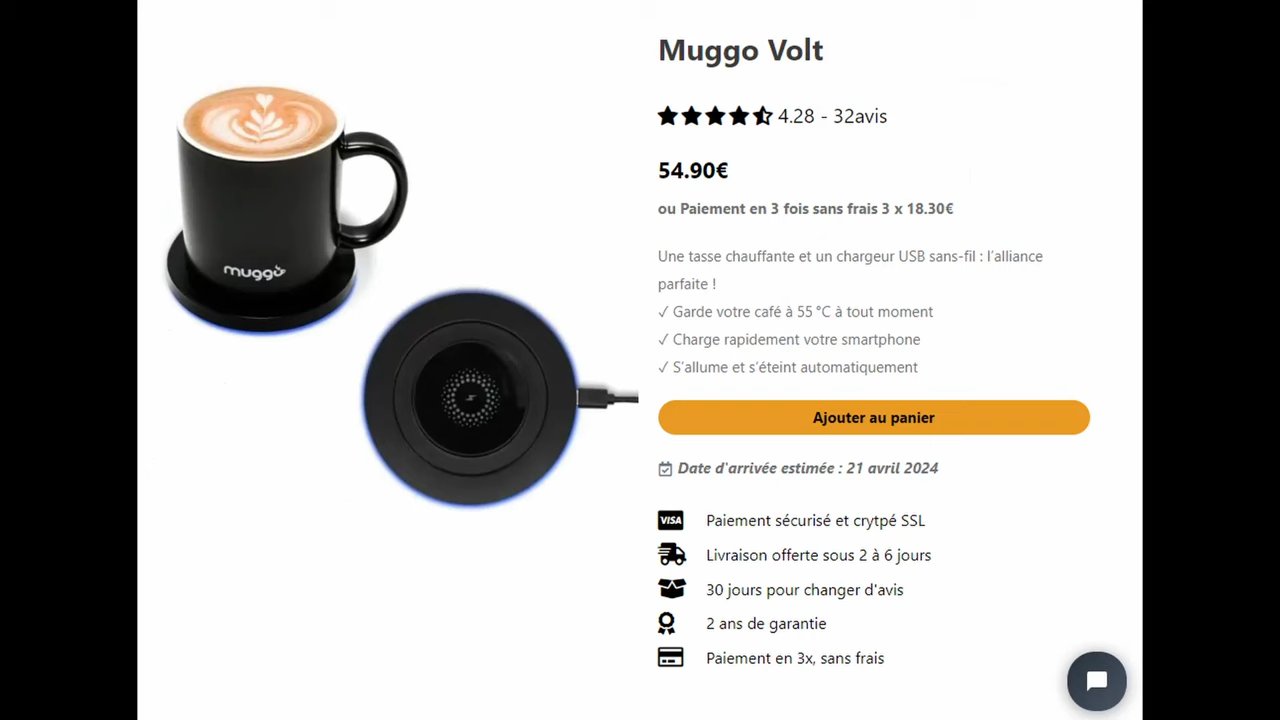 Muggo Volt
4.28 - 32avis
54.90€
ou Paiement en 3 fois sans frais 3 x 18.30€
Une tasse chauffante et un chargeur USB sans-fil : l'alliance
parfaite !
✓ Garde votre café à 55 °C à tout moment
✓ Charge rapidement votre smartphone
✓ S'allume et s'éteint automatiquement
Ajouter au panier
Date d'arrivée estimée : 21 avril 2024
VISA Paiement sécurisé et crytpé SSL
Livraison offerte sous 2 à 6 jours
30 jours pour changer d'avis
2 ans de garantie
Paiement en 3x, sans frais
muggo